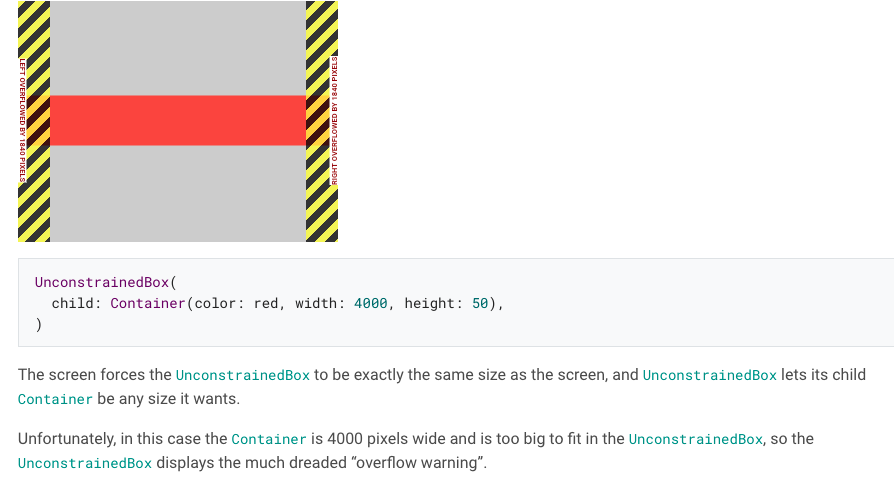 LEFT OVERFLOWED BY 1840 PIXELS
RIGHT OVERFLOWED BY 1840 PIXELS
UnconstrainedBox(
  child: Container(color: red, width: 4000, height: 50),
)
The screen forces the UnconstrainedBox to be exactly the same size as the screen, and UnconstrainedBox lets its child
Container be any size it wants.
Unfortunately, in this case the Container is 4000 pixels wide and is too big to fit in the UnconstrainedBox, so the
UnconstrainedBox displays the much dreaded “overflow warning”.